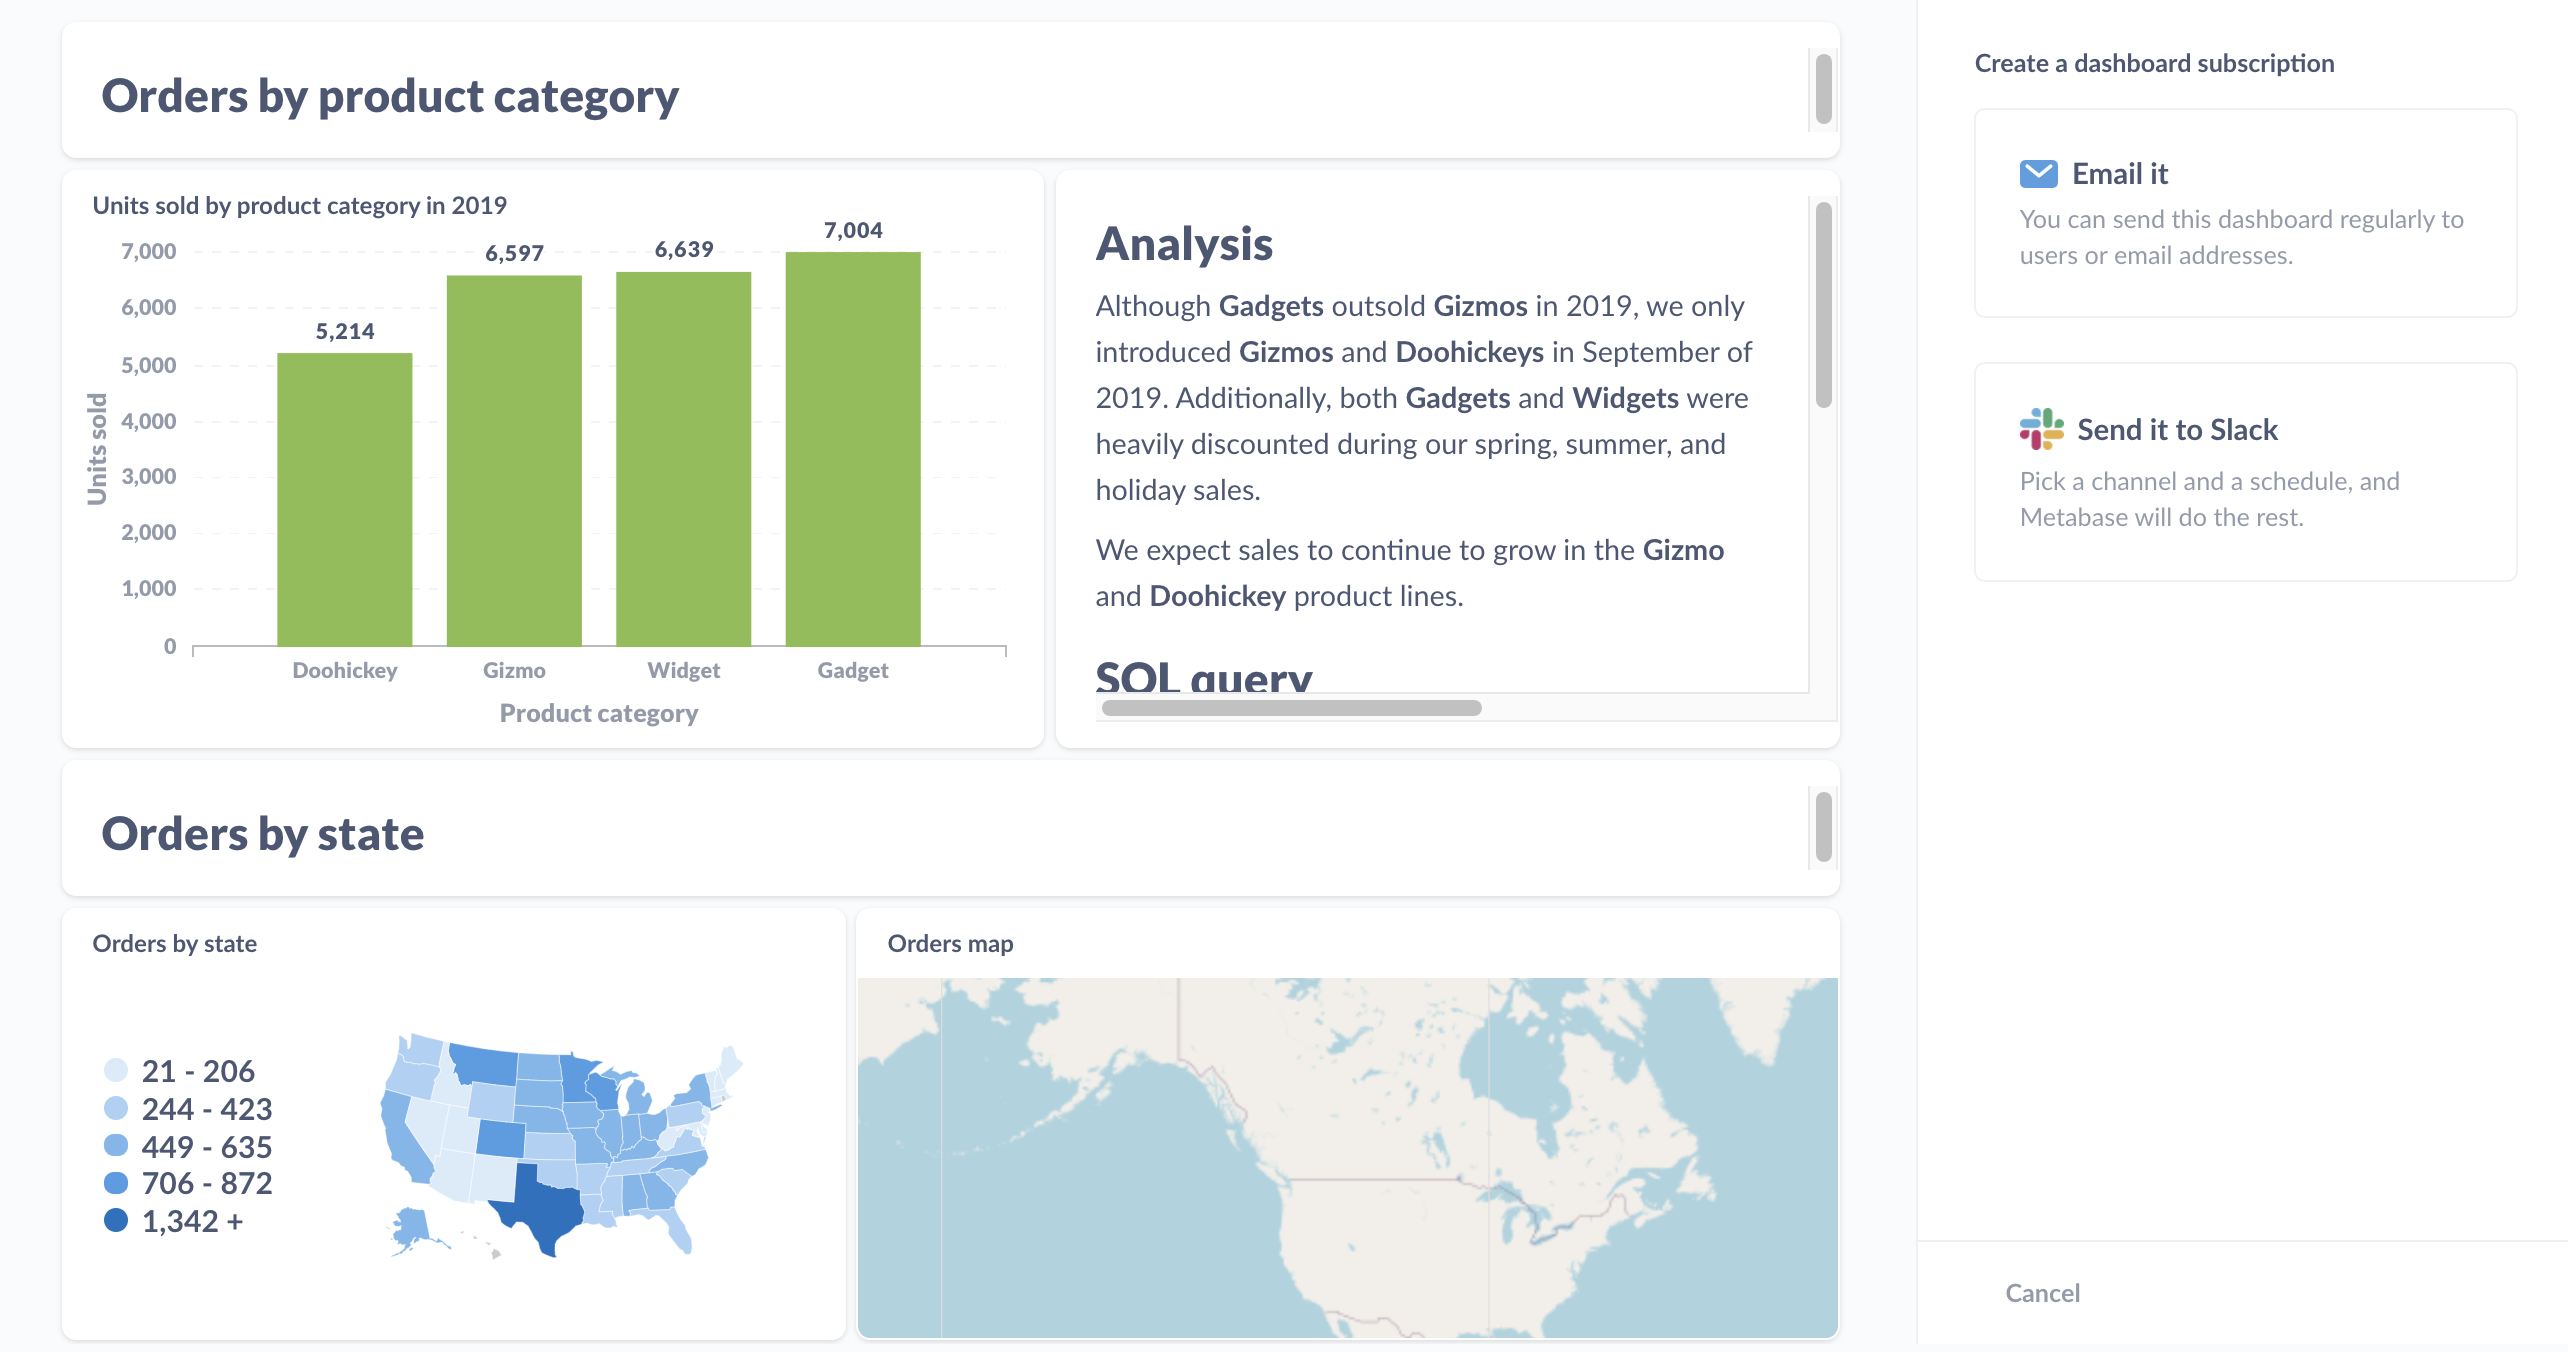 Orders by product category
Units sold by product category in 2019
7,000
6,000
5,000
4,000
3,000
2,000
1,000
0
Units sold
5,214
6,597
6,639
7,004
Doohickey
Gizmo
Widget
Gadget
Product category
Analysis
Although Gadgets outsold Gizmos in 2019, we only
introduced Gizmos and Doohickeys in September of
2019. Additionally, both Gadgets and Widgets were
heavily discounted during our spring, summer, and
holiday sales.
We expect sales to continue to grow in the Gizmo
and Doohickey product lines.
SQL query
Orders by state
Orders by state
21 - 206
244 - 423
449 - 635
706 - 872
1,342 +
Orders map
Create a dashboard subscription
Email it
You can send this dashboard regularly to
users or email addresses.
Send it to Slack
Pick a channel and a schedule, and
Metabase will do the rest.
Cancel